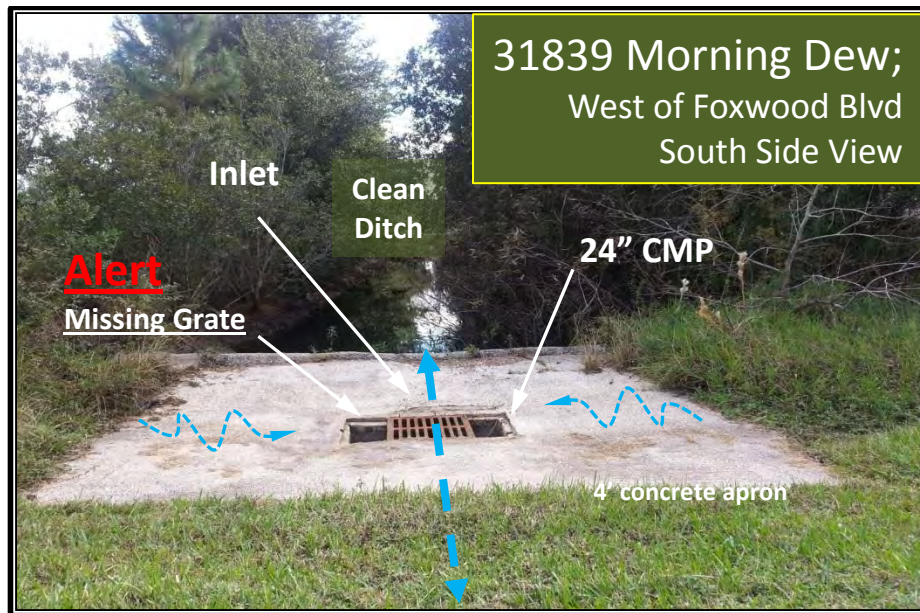 31839 Morning Dew;
West of Foxwood Blvd
South Side View
Inlet
Clean
Ditch
24” CMP
Alert
Missing Grate
4’ concrete apron